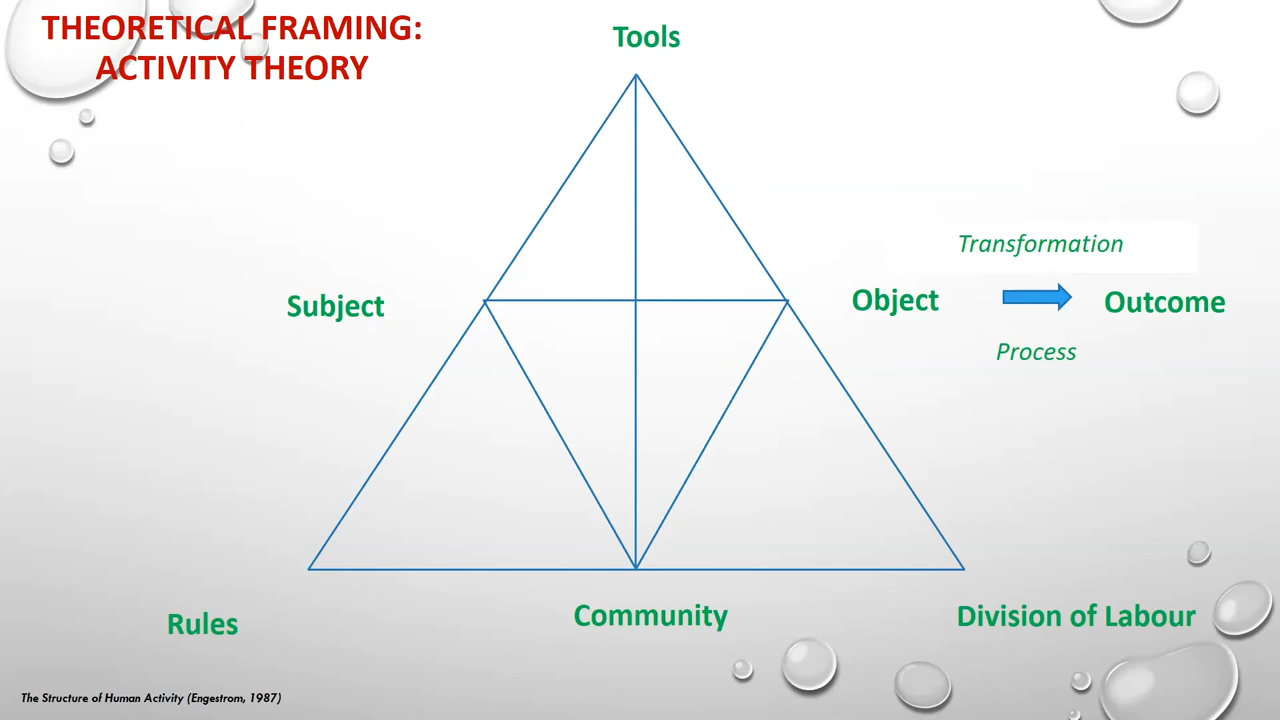 THEORETICAL FRAMING:
ACTIVITY THEORY
Tools
Transformation
Subject
Object
Outcome
Process
Rules
Community
Division of Labour
The Structure of Human Activity (Engestrom, 1987)